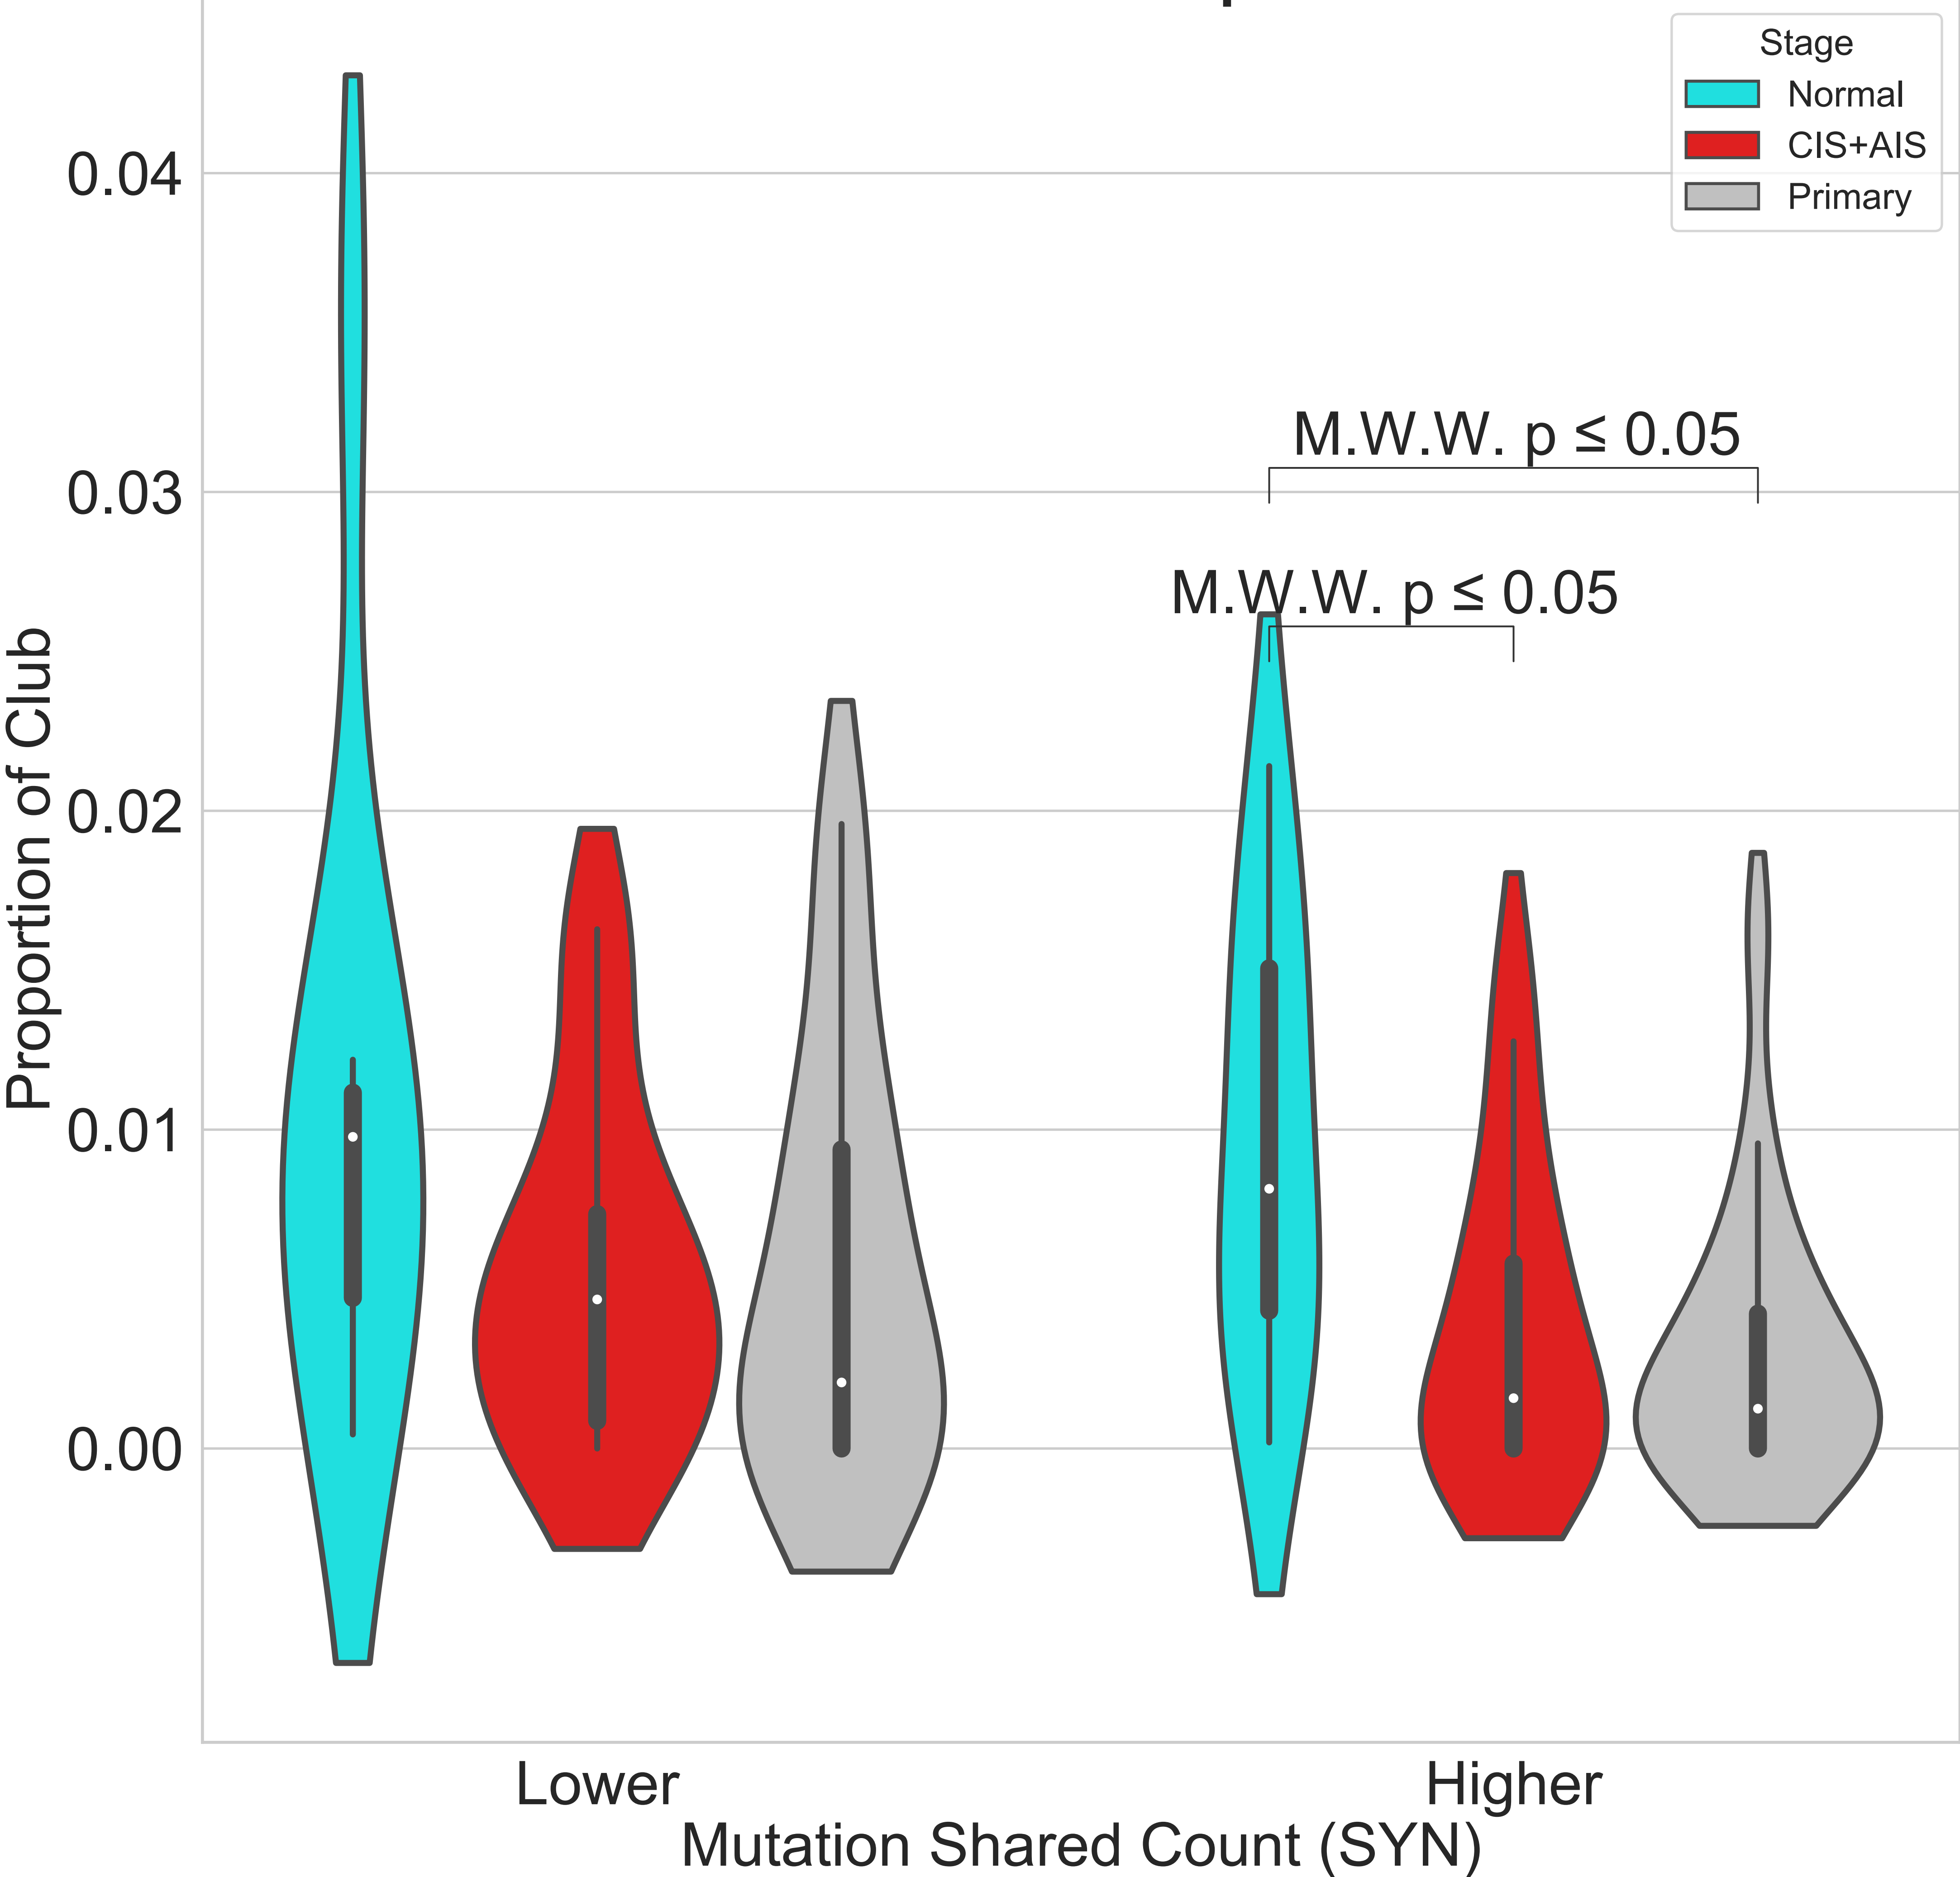 Stage
Normal
CIS+AIS
Primary
0.04
0.03
0.02
0.01
0.00
Proportion of Club
M.W.W. p ≤ 0.05
M.W.W. p ≤ 0.05
Lower
Higher
Mutation Shared Count (SYN)